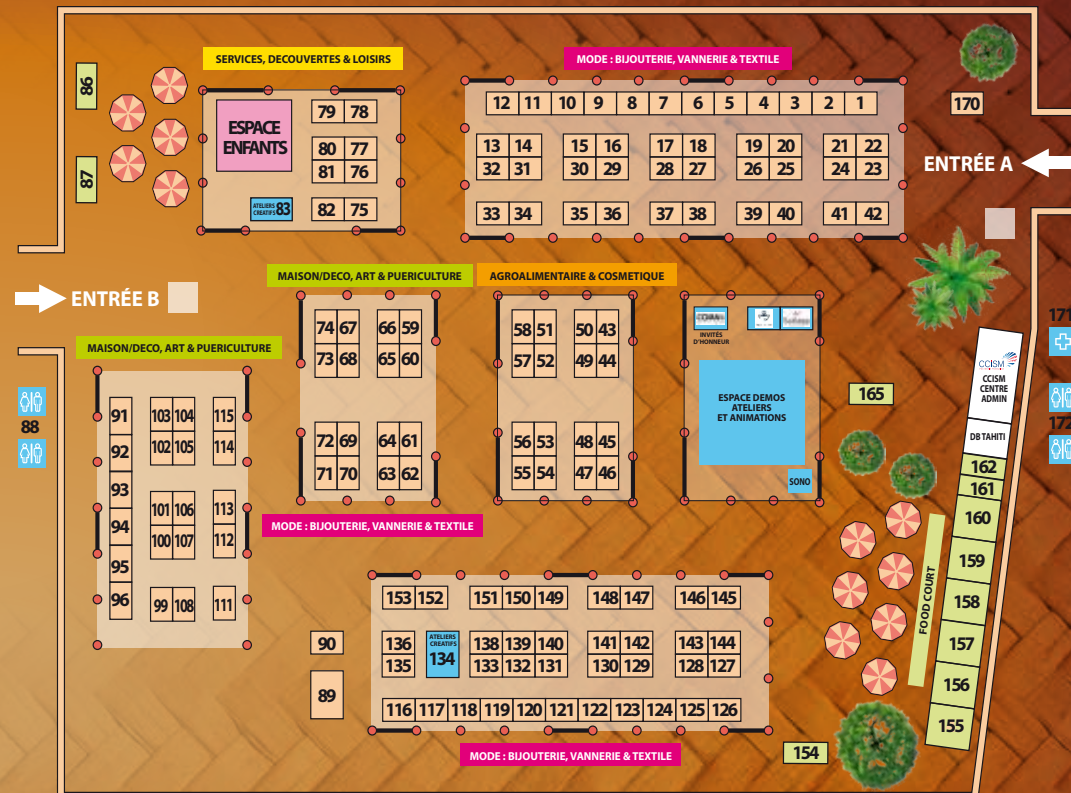 SERVICES, DECOUVERTES & LOISIRS
MODE : BIJOUTERIE, VANNERIE & TEXTILE
86
87
ESPACE
ENFANTS
79 78
80 77
81 76
ATELIERS
CREATIFS 83
82 75
12 11 10 9 8 7 6 5 4 3 2 1
13 14 15 16 17 18 19 20 21 22
32 31 30 29 28 27 26 25 24 23
33 34 35 36 37 38 39 40 41 42
170
ENTRÉE A
ENTRÉE B
MAISON/DECO, ART & PUERICULTURE
AGROALIMENTAIRE & COSMETIQUE
74 67 66 59
73 68 65 60
72 69 64 61
71 70 63 62
58 51 50 43
57 52 49 44
56 53 48 45
55 54 47 46
INVITÉS
D'HONNEUR
ESPACE DEMOS
ATELIERS
ET ANIMATIONS
SONO
165
171
172
CCISM
CCISM
CENTRE
ADMIN
DB TAHITI
162
161
160
159
158
157
156
155
FOOD COURT
154
MAISON/DECO, ART & PUERICULTURE
88
91 103 104 115
92 102 105 114
93
101 106 113
94 100 107 112
95
96 99 108 111
MODE : BIJOUTERIE, VANNERIE & TEXTILE
90
89
153 152 151 150 149 148 147 146 145
136 ATELIERS
CREATIFS
134 138 139 140 141 142 143 144
135 133 132 131 130 129 128 127
116 117 118 119 120 121 122 123 124 125 126
MODE : BIJOUTERIE, VANNERIE & TEXTILE